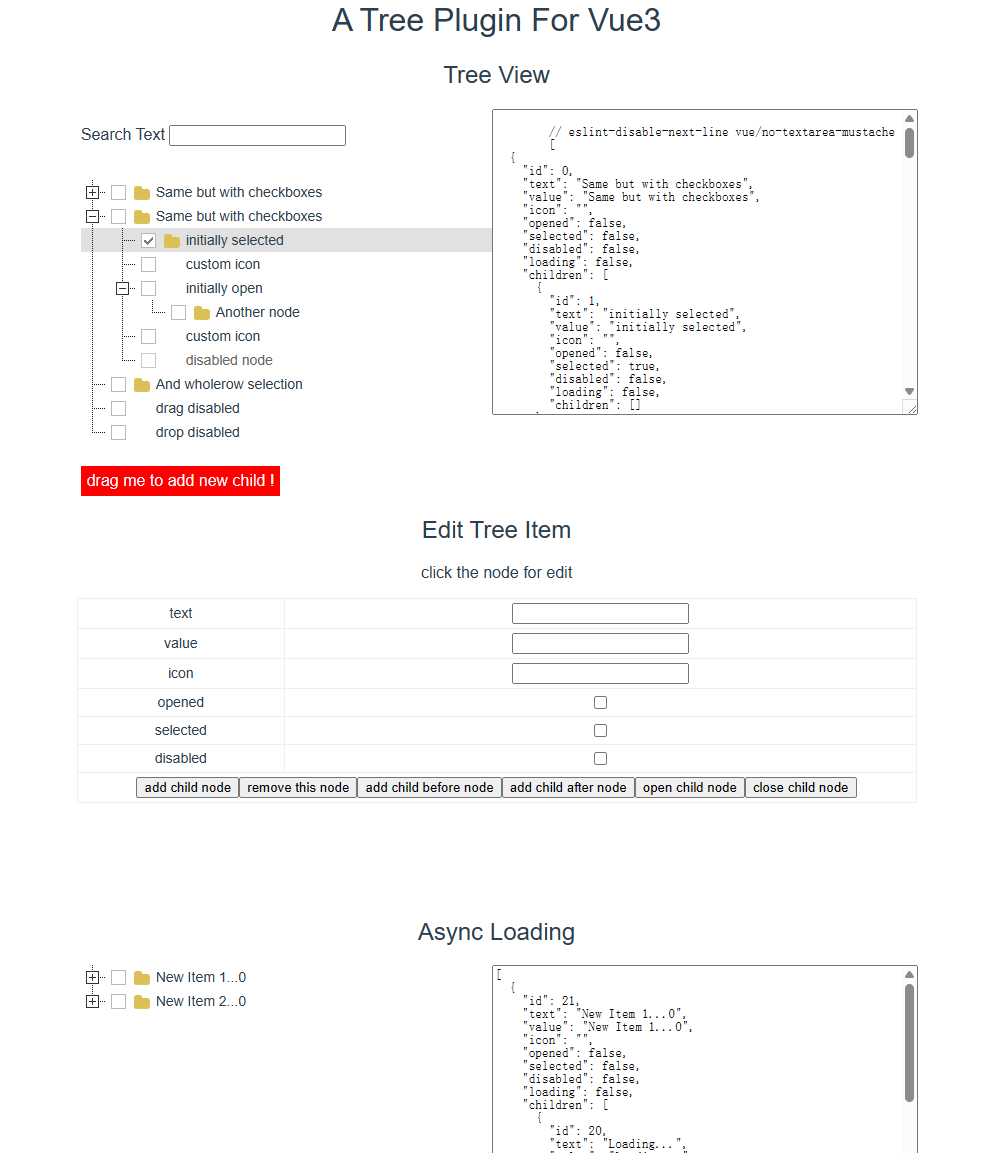 A Tree Plugin For Vue3
Tree View
Search Text
Same but with checkboxes
Same but with checkboxes
initially selected
custom icon
initially open
Another node
custom icon
disabled node
And wholerow selection
drag disabled
drop disabled
drag me to add new child !
// eslint-disable-next-line vue/no-textarea-mustache
[
{
"id": 0,
"text": "Same but with checkboxes",
"value": "Same but with checkboxes",
"icon": "",
"opened": false,
"selected": false,
"disabled": false,
"loading": false,
"children": [
{
"id": 1,
"text": "initially selected",
"value": "initially selected",
"icon": "",
"opened": false,
"selected": true,
"disabled": false,
"loading": false,
"children": []
Edit Tree Item
click the node for edit
text
value
icon
opened
selected
disabled
add child node remove this node add child before node add child after node open child node close child node
Async Loading
New Item 1...0
New Item 2...0
[
{
"id": 21,
"text": "New Item 1...0",
"value": "New Item 1...0",
"icon": "",
"opened": false,
"selected": false,
"disabled": false,
"loading": false,
"children": [
{
"id": 20,
"text": "Loading...",